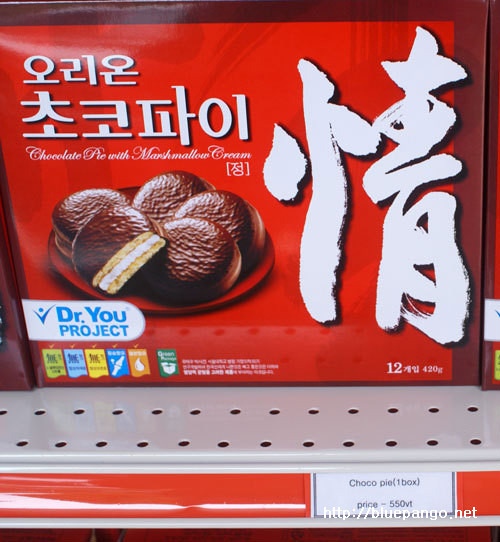 오리온
초코파이
Chocolate Pie with Marshmallow Cream
[정]
情
Dr.You
PROJECT
Green
12개입 420g
Choco pie(1box)
price - 550vt
http://bluepango.net